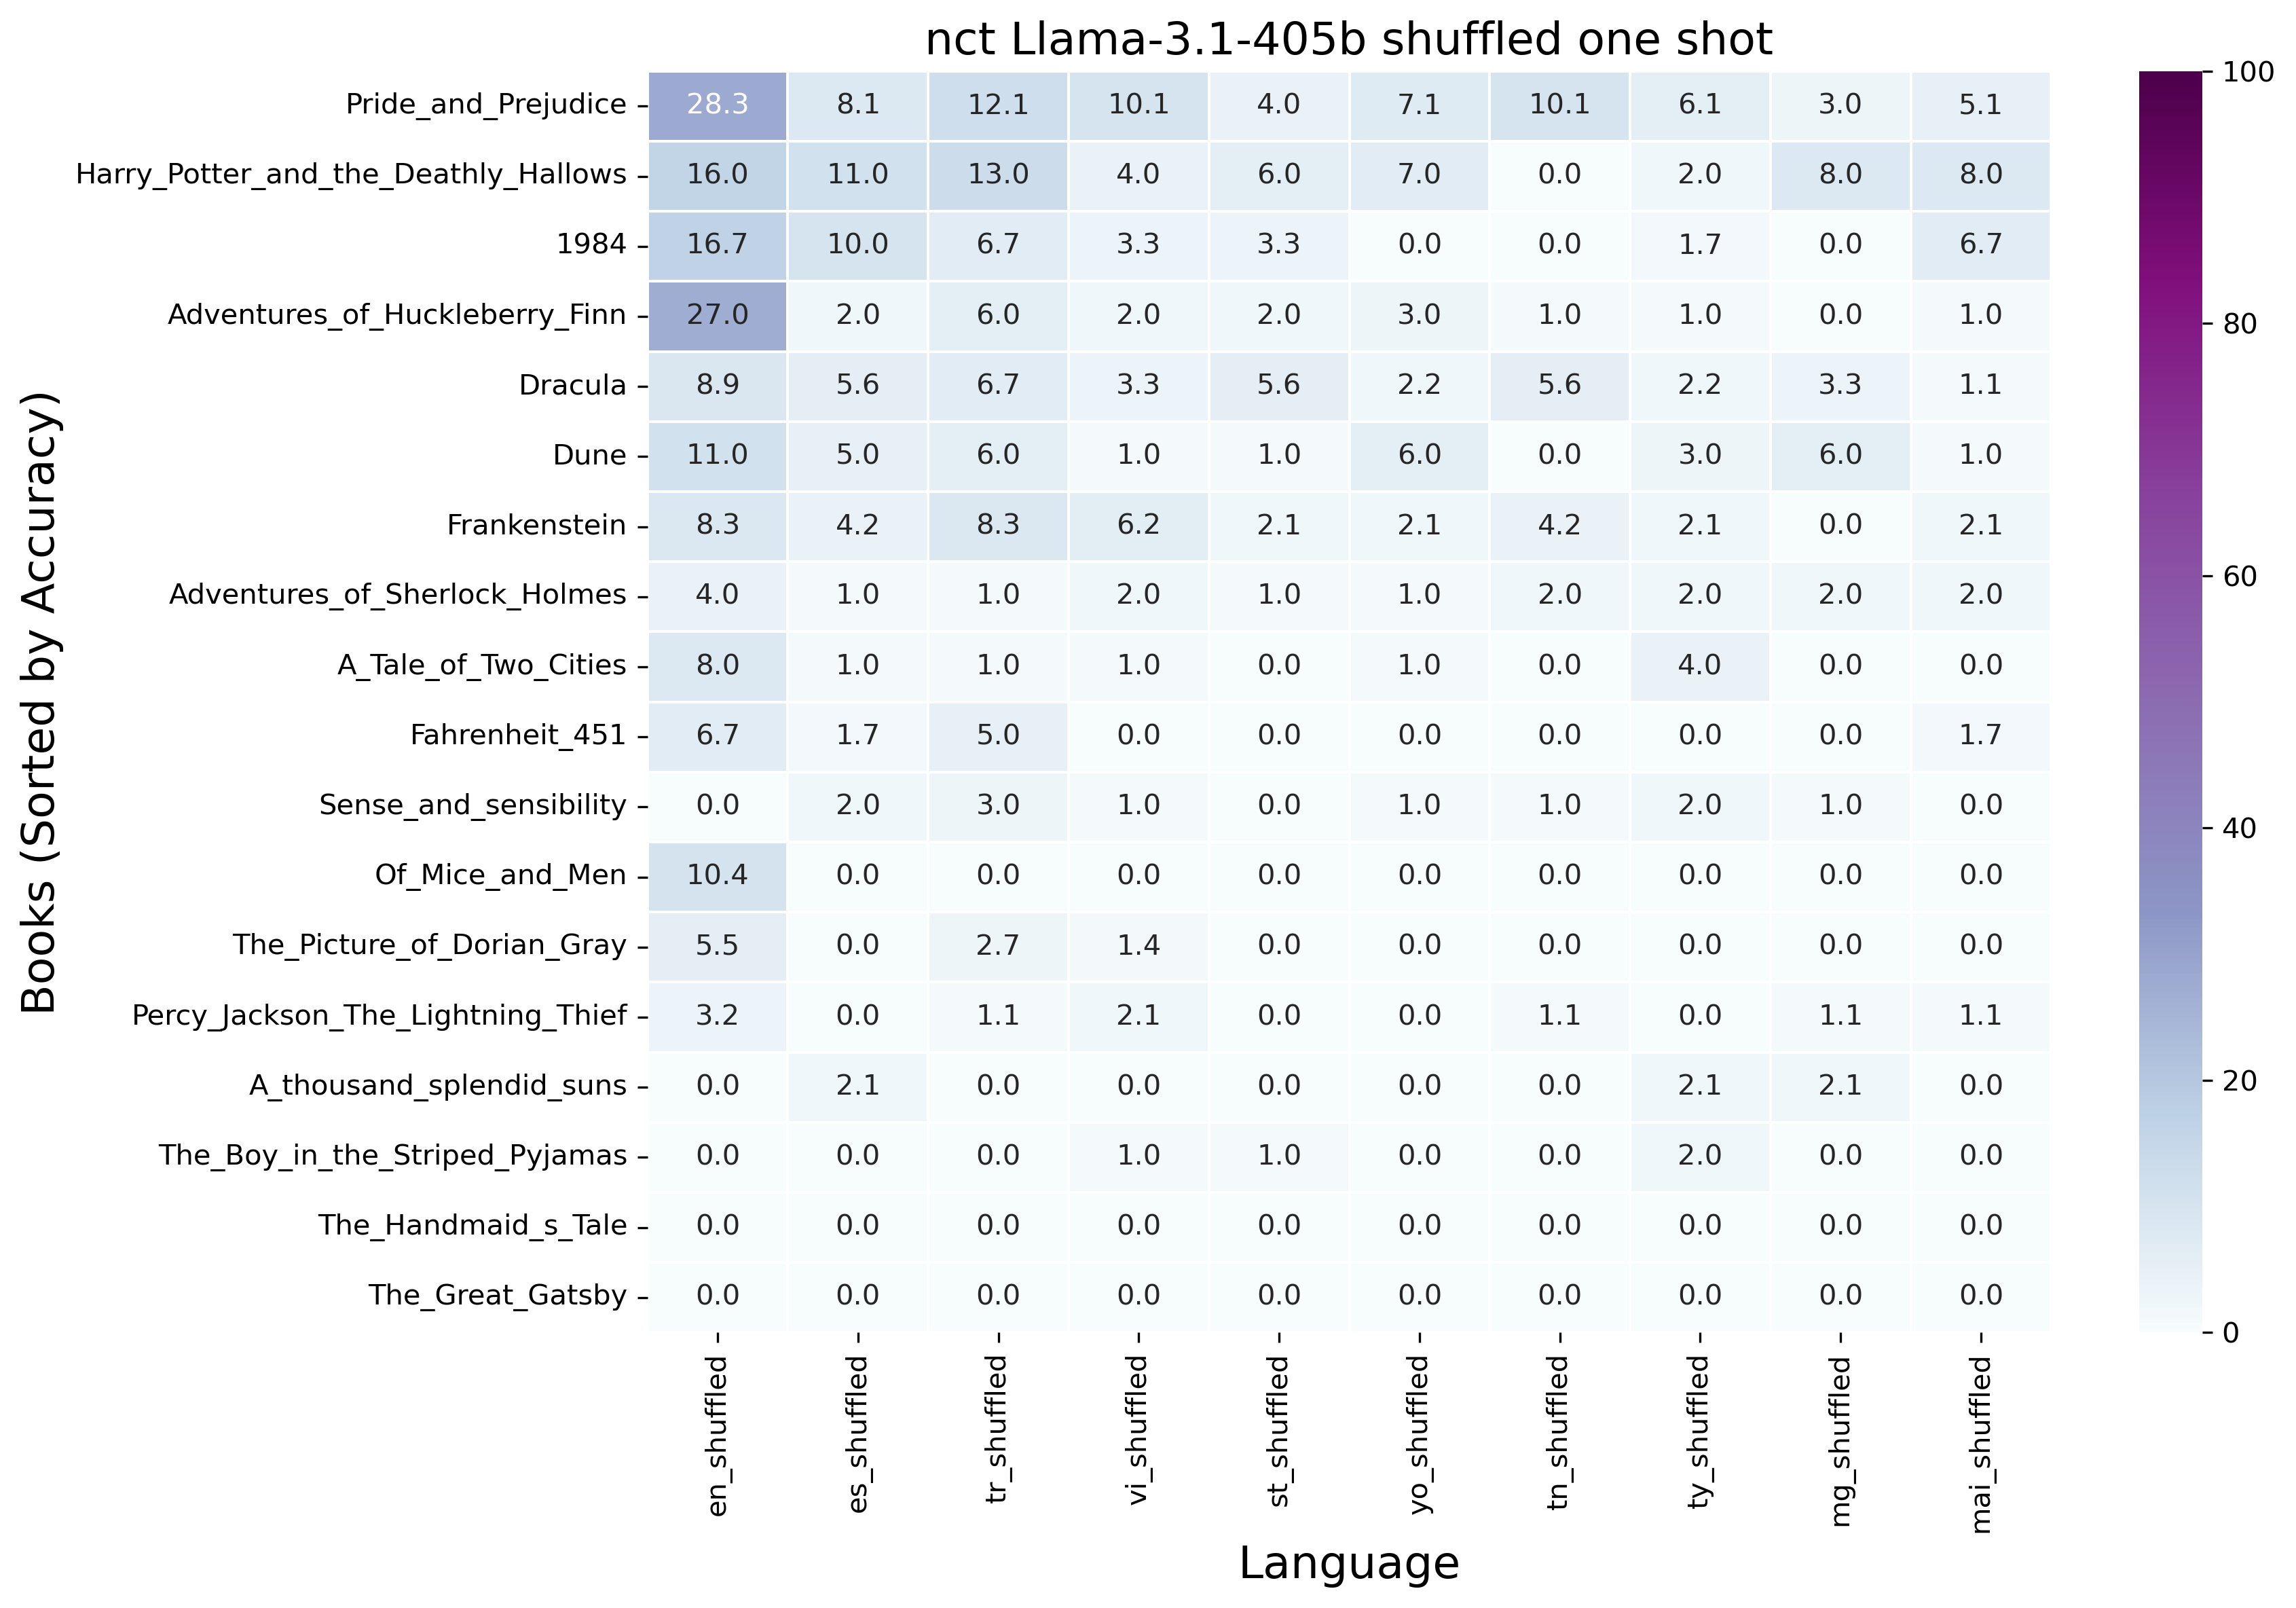 nct Llama-3.1-405b shuffled one shot
Books (Sorted by Accuracy)
Pride_and_Prejudice 28.3 8.1 12.1 10.1 4.0 7.1 10.1 6.1 3.0 5.1
Harry_Potter_and_the_Deathly_Hallows 16.0 11.0 13.0 4.0 6.0 7.0 0.0 2.0 8.0 8.0
1984 16.7 10.0 6.7 3.3 3.3 0.0 0.0 1.7 0.0 6.7
Adventures_of_Huckleberry_Finn 27.0 2.0 6.0 2.0 2.0 3.0 1.0 1.0 0.0 1.0
Dracula 8.9 5.6 6.7 3.3 5.6 2.2 5.6 2.2 3.3 1.1
Dune 11.0 5.0 6.0 1.0 1.0 6.0 0.0 3.0 6.0 1.0
Frankenstein 8.3 4.2 8.3 6.2 2.1 2.1 4.2 2.1 0.0 2.1
Adventures_of_Sherlock_Holmes 4.0 1.0 1.0 2.0 1.0 1.0 2.0 2.0 2.0 2.0
A_Tale_of_Two_Cities 8.0 1.0 1.0 1.0 0.0 1.0 0.0 4.0 0.0 0.0
Fahrenheit_451 6.7 1.7 5.0 0.0 0.0 0.0 0.0 0.0 0.0 1.7
Sense_and_sensibility 0.0 2.0 3.0 1.0 0.0 1.0 1.0 2.0 1.0 0.0
Of_Mice_and_Men 10.4 0.0 0.0 0.0 0.0 0.0 0.0 0.0 0.0 0.0
The_Picture_of_Dorian_Gray 5.5 0.0 2.7 1.4 0.0 0.0 0.0 0.0 0.0 0.0
Percy_Jackson_The_Lightning_Thief 3.2 0.0 1.1 2.1 0.0 0.0 1.1 0.0 1.1 1.1
A_thousand_splendid_suns 0.0 2.1 0.0 0.0 0.0 0.0 0.0 2.1 2.1 0.0
The_Boy_in_the_Striped_Pyjamas 0.0 0.0 0.0 1.0 1.0 0.0 0.0 2.0 0.0 0.0
The_Handmaid_s_Tale 0.0 0.0 0.0 0.0 0.0 0.0 0.0 0.0 0.0 0.0
The_Great_Gatsby 0.0 0.0 0.0 0.0 0.0 0.0 0.0 0.0 0.0 0.0
en_shuffled
es_shuffled
tr_shuffled
vi_shuffled
st_shuffled
yo_shuffled
tn_shuffled
ty_shuffled
mg_shuffled
mai_shuffled
Language
100
80
60
40
20
0